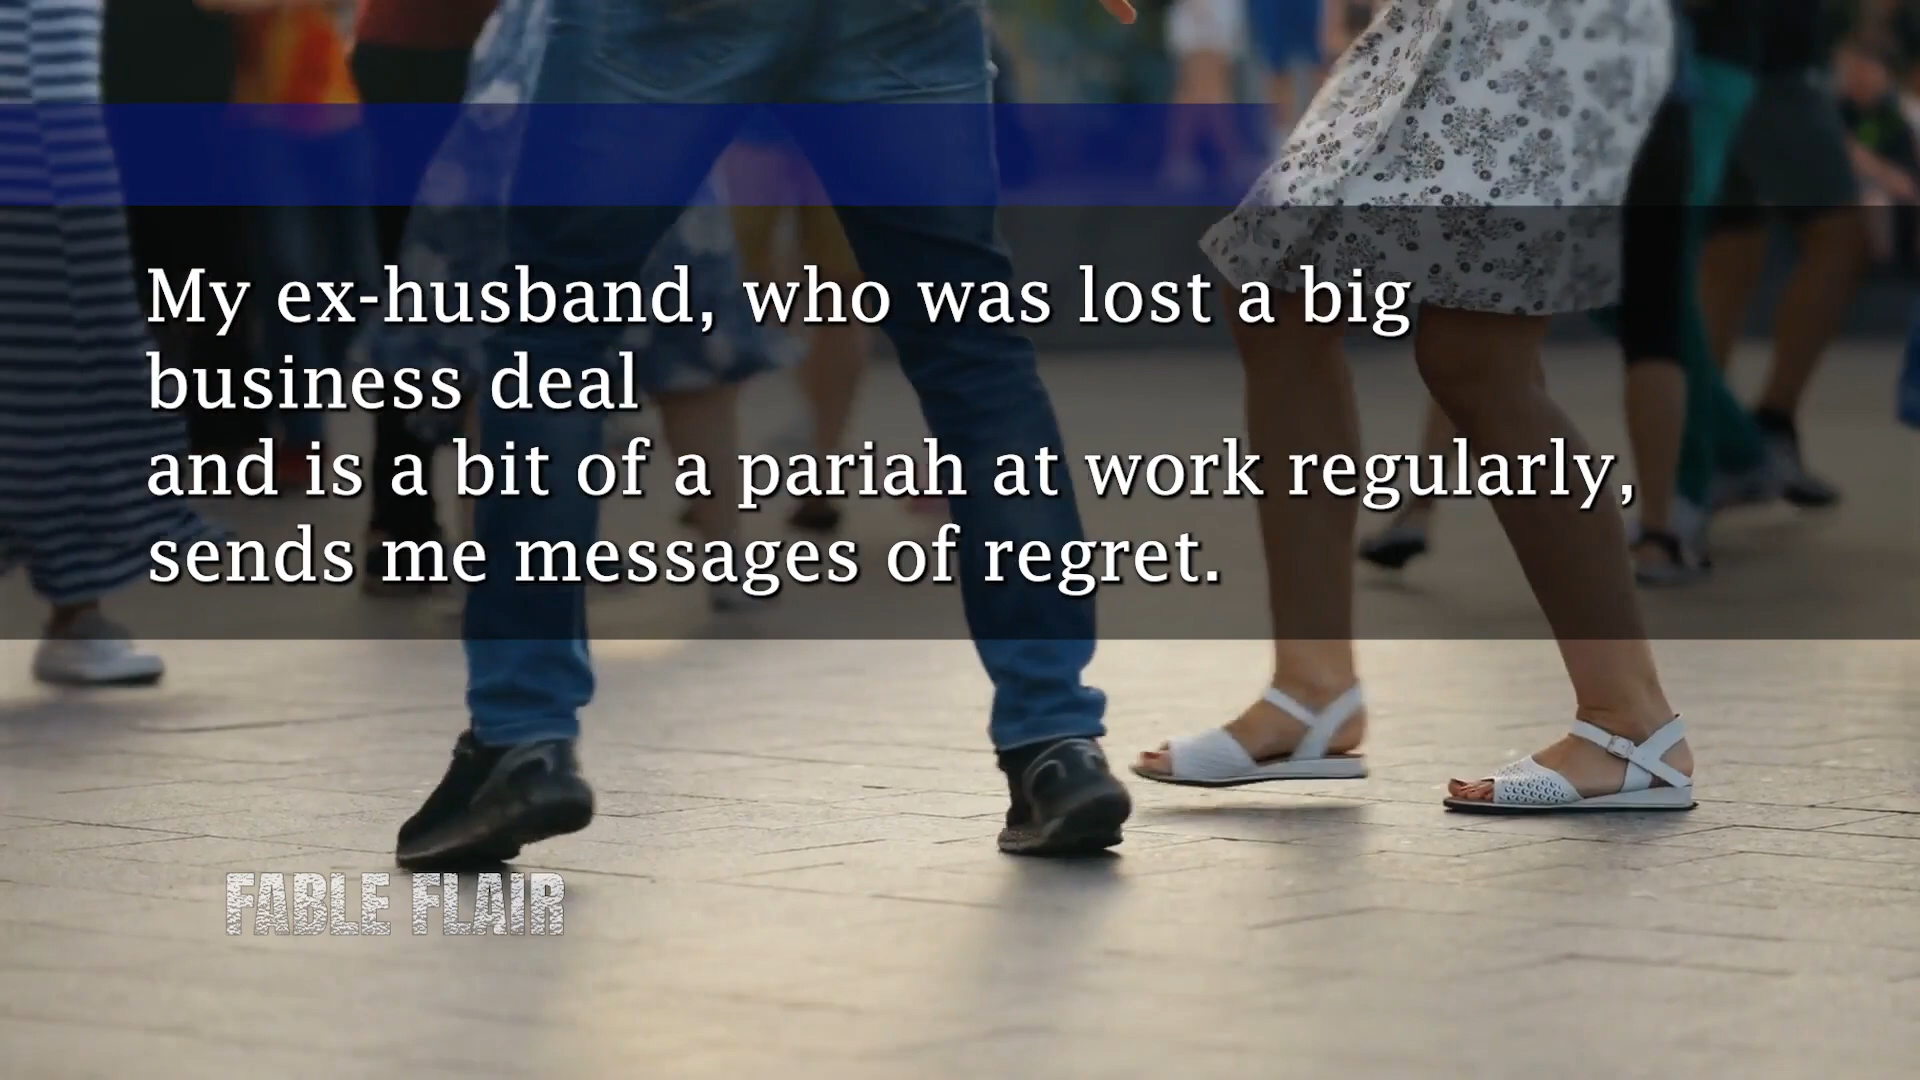 My ex-husband, who was lost a big
business deal
and is a bit of a pariah at work regularly,
sends me messages of regret.
FABLE FLAIR